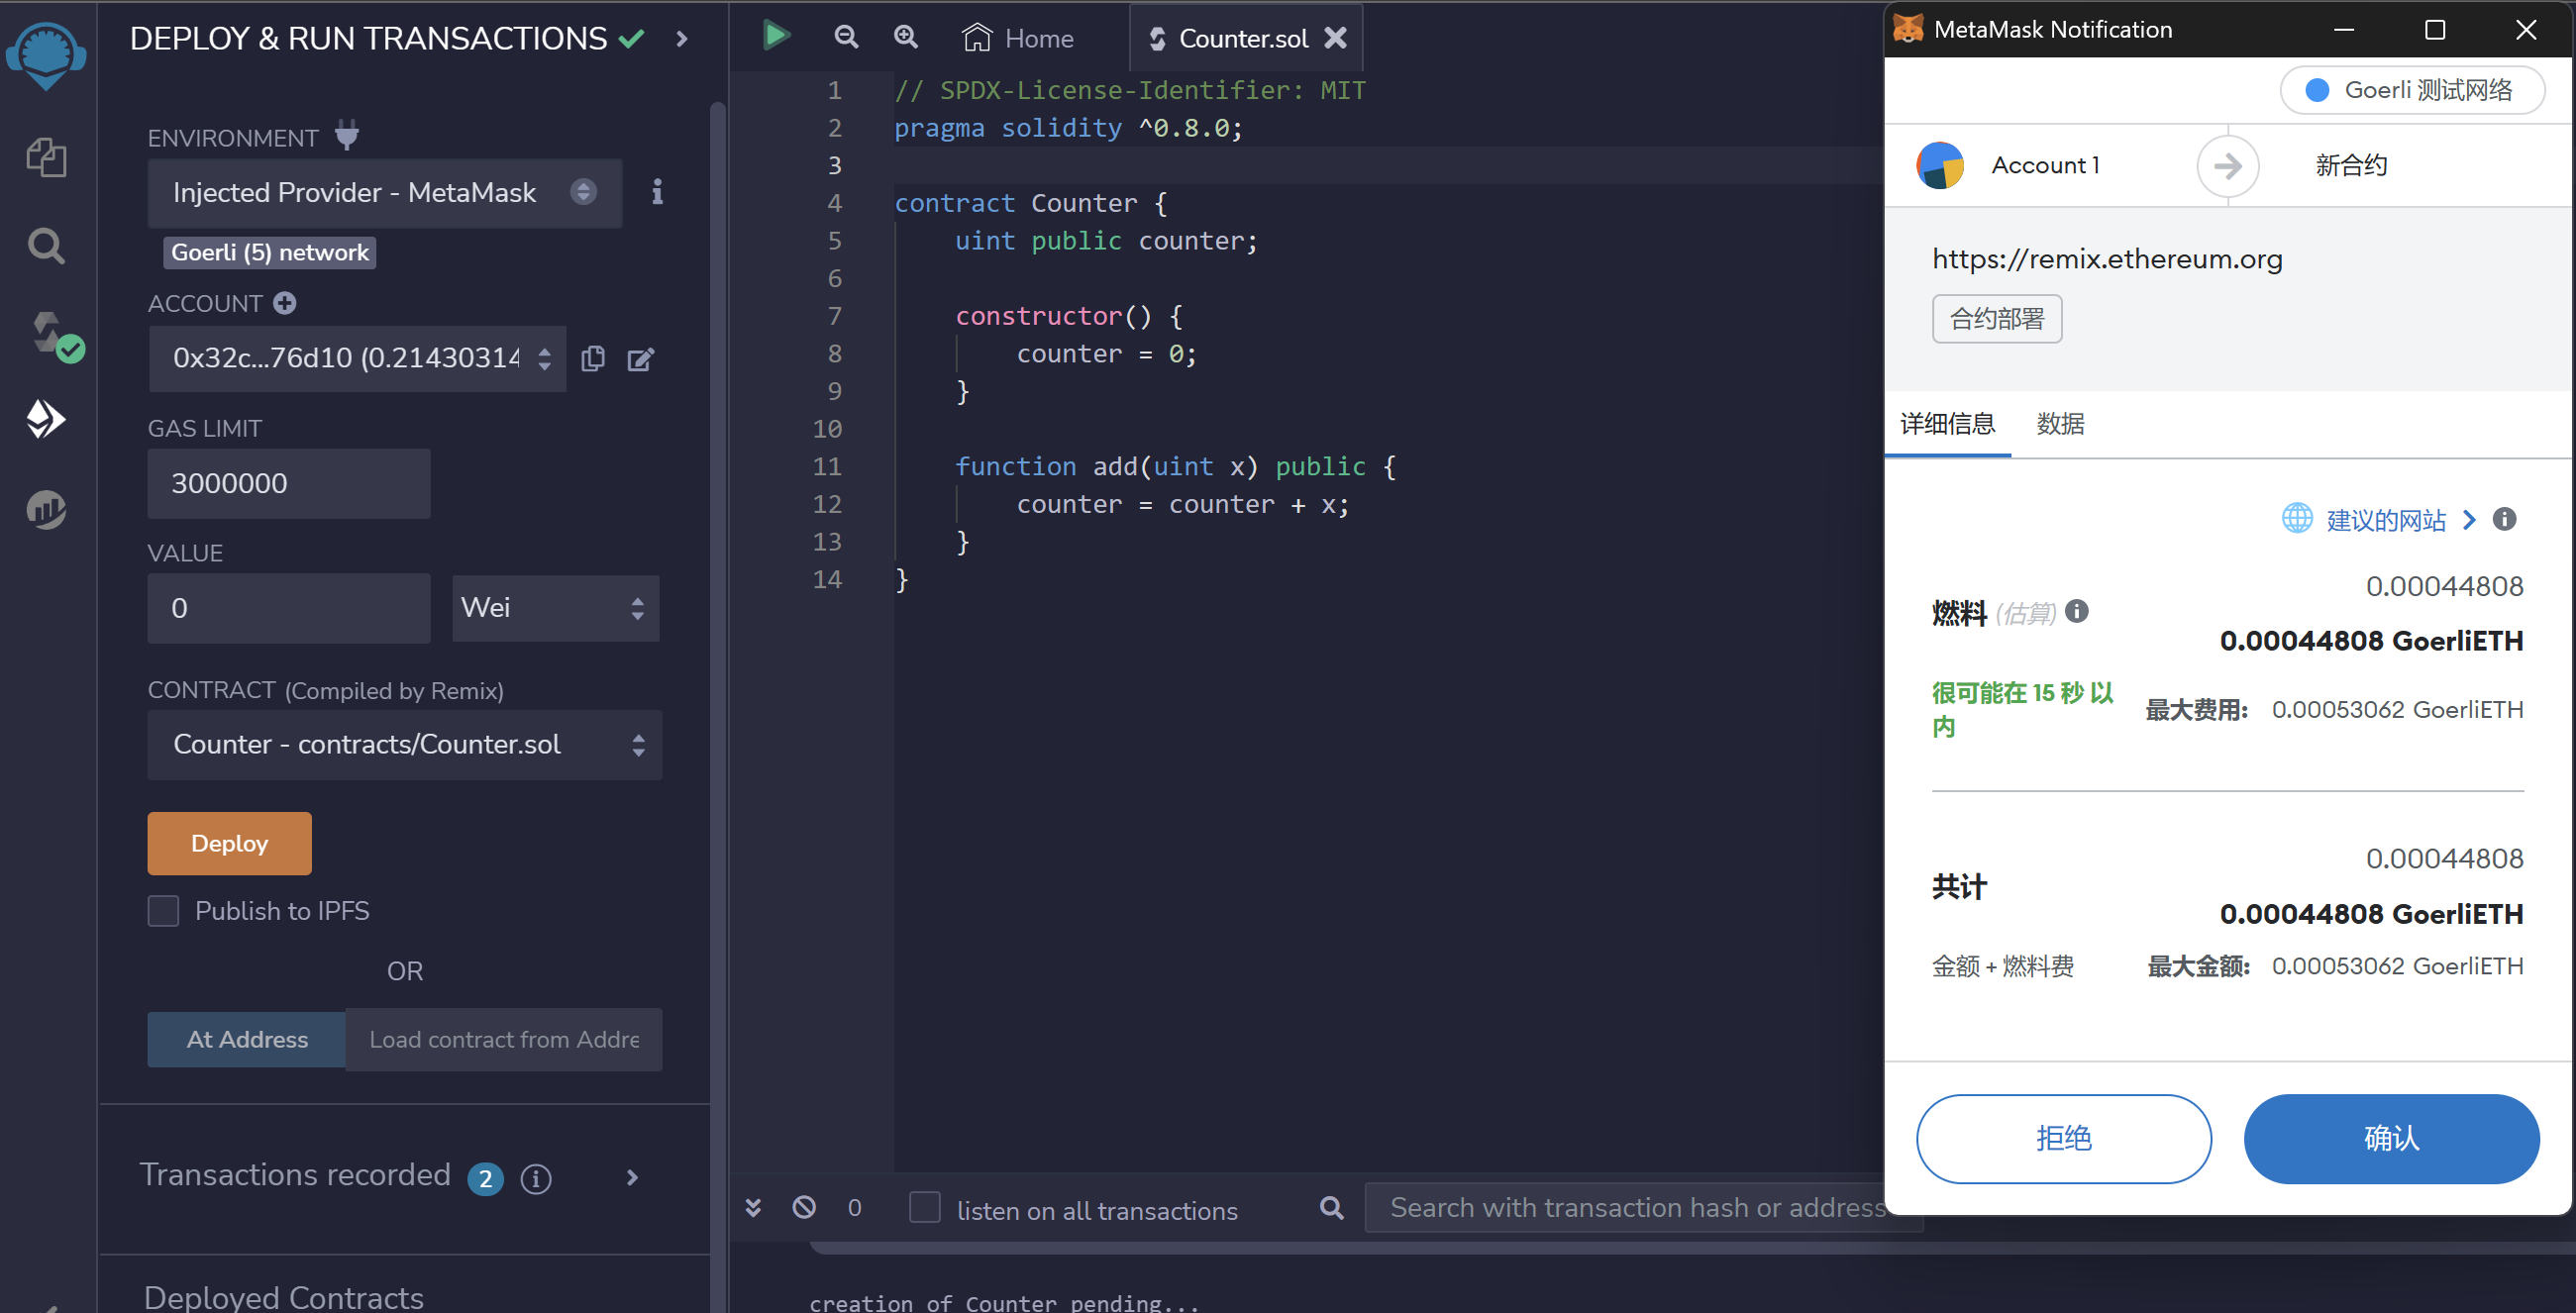 DEPLOY & RUN TRANSACTIONS
ENVIRONMENT
Injected Provider - MetaMask
i
Goerli (5) network
ACCOUNT
0x32c...76d10 (0.21430314
GAS LIMIT
3000000
VALUE
0
Wei
CONTRACT (Compiled by Remix)
Counter - contracts/Counter.sol
Deploy
Publish to IPFS
OR
At Address
Load contract from Addre
Transactions recorded 2 i
Deployed Contracts
Home
Counter.sol
1 // SPDX-License-Identifier: MIT
2 pragma solidity ^0.8.0;
3
4 contract Counter {
5 uint public counter;
6
7 constructor() {
8 counter = 0;
9 }
10
11 function add(uint x) public {
12 counter = counter + x;
13 }
14 }
0
listen on all transactions
Search with transaction hash or address
creation of Counter pending...
MetaMask Notification
Goerli 测试网络
Account 1
新合约
https://remix.ethereum.org
合约部署
详细信息
数据
建议的网站
0.00044808
燃料 (估算)
0.00044808 GoerliETH
很可能在 15 秒 以
内
最大费用: 0.00053062 GoerliETH
0.00044808
共计
0.00044808 GoerliETH
金额 + 燃料费
最大金额: 0.00053062 GoerliETH
拒绝
确认